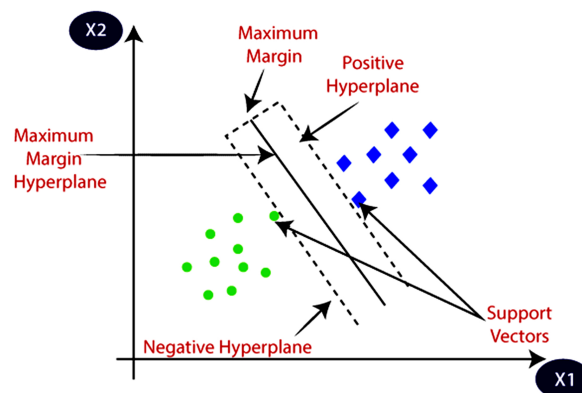 X2
Maximum
Margin
Positive
Hyperplane
Maximum
Margin
Hyperplane
Support
Vectors
Negative Hyperplane
X1